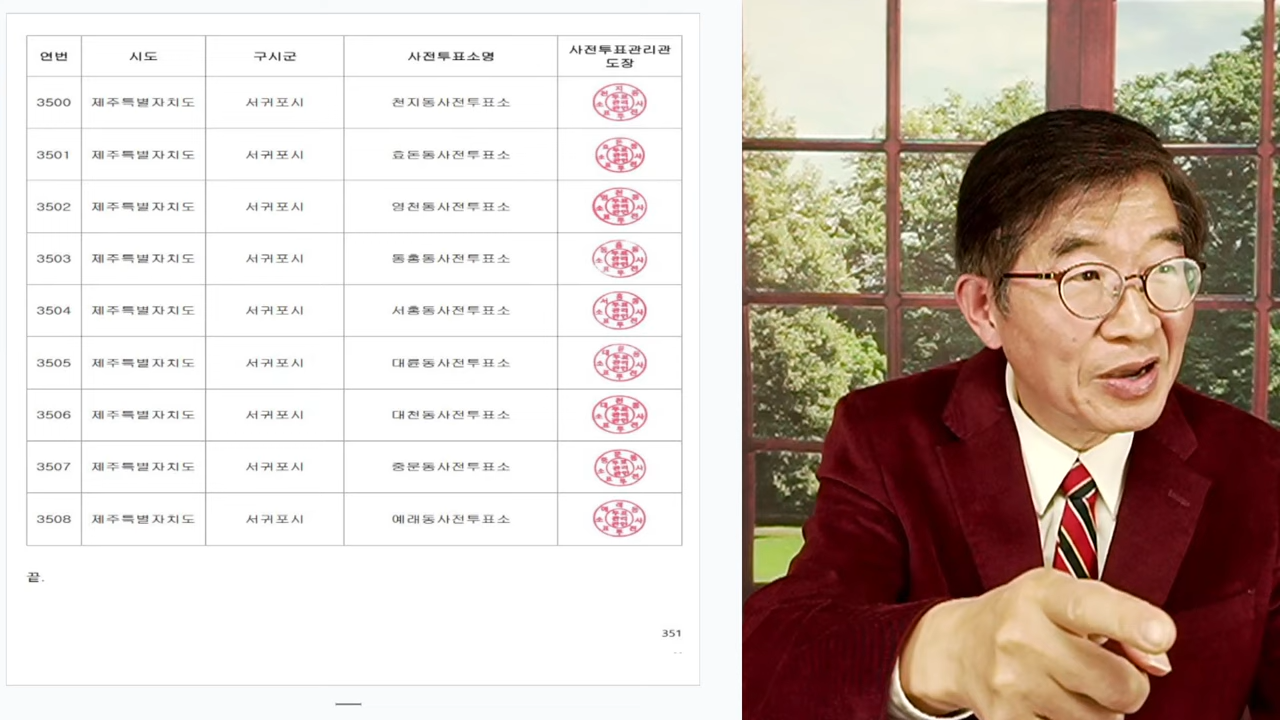 연번 시도 구시군 사전투표소명 사전투표관리관
도장
3500 제주특별자치도 서귀포시 천지동사전투표소
3501 제주특별자치도 서귀포시 효돈동사전투표소
3502 제주특별자치도 서귀포시 영천동사전투표소
3503 제주특별자치도 서귀포시 동홍동사전투표소
3504 제주특별자치도 서귀포시 서홍동사전투표소
3505 제주특별자치도 서귀포시 대륜동사전투표소
3506 제주특별자치도 서귀포시 대천동사전투표소
3507 제주특별자치도 서귀포시 중문동사전투표소
3508 제주특별자치도 서귀포시 예래동사전투표소
끝.
351